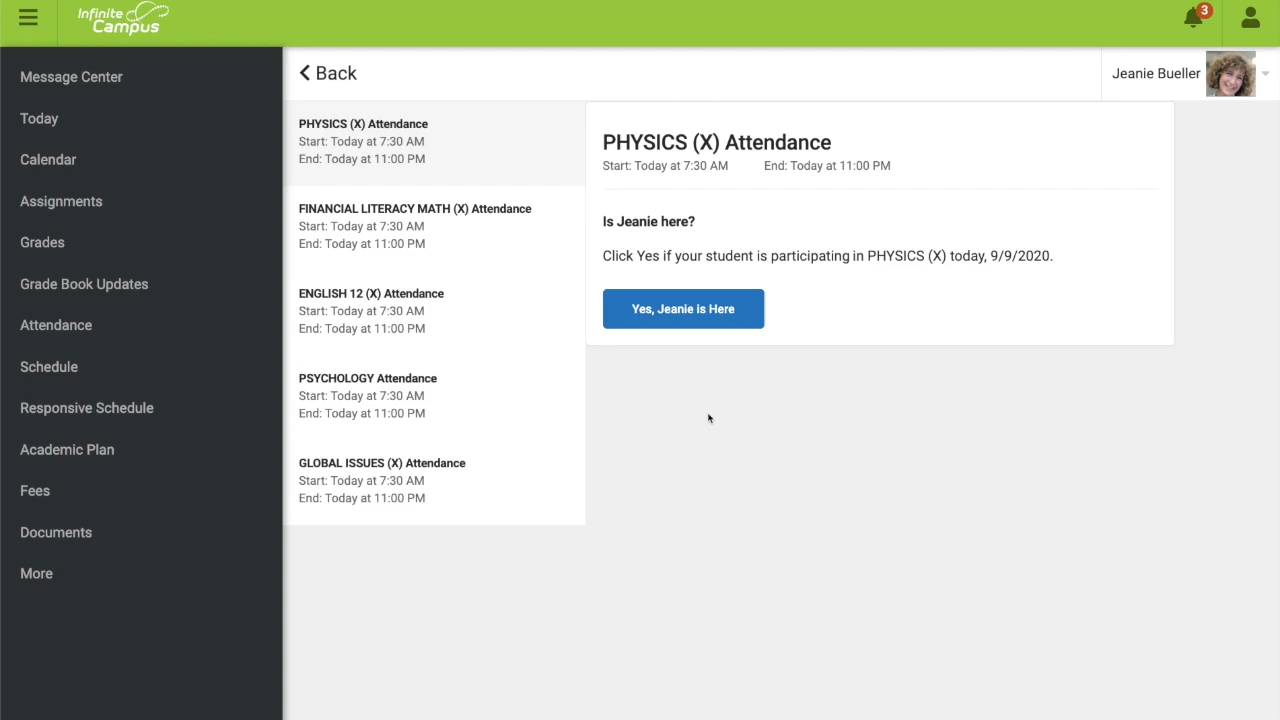 Infinite
Campus
3
Message Center
Today
Calendar
Assignments
Grades
Grade Book Updates
Attendance
Schedule
Responsive Schedule
Academic Plan
Fees
Documents
More
Back
Jeanie Bueller
PHYSICS (X) Attendance
Start: Today at 7:30 AM
End: Today at 11:00 PM
FINANCIAL LITERACY MATH (X) Attendance
Start: Today at 7:30 AM
End: Today at 11:00 PM
ENGLISH 12 (X) Attendance
Start: Today at 7:30 AM
End: Today at 11:00 PM
PSYCHOLOGY Attendance
Start: Today at 7:30 AM
End: Today at 11:00 PM
GLOBAL ISSUES (X) Attendance
Start: Today at 7:30 AM
End: Today at 11:00 PM
PHYSICS (X) Attendance
Start: Today at 7:30 AM End: Today at 11:00 PM
Is Jeanie here?
Click Yes if your student is participating in PHYSICS (X) today, 9/9/2020.
Yes, Jeanie is Here